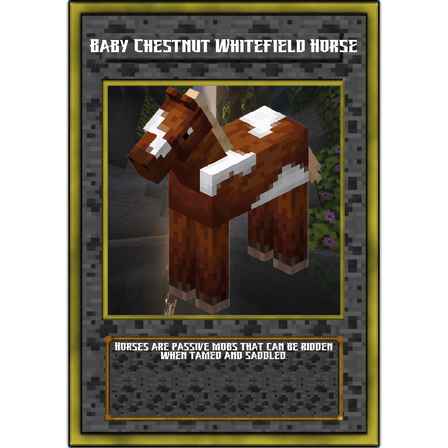 Baby Chestnut Whitefield Horse
Horses are passive mobs that can be ridden
when tamed and saddled.